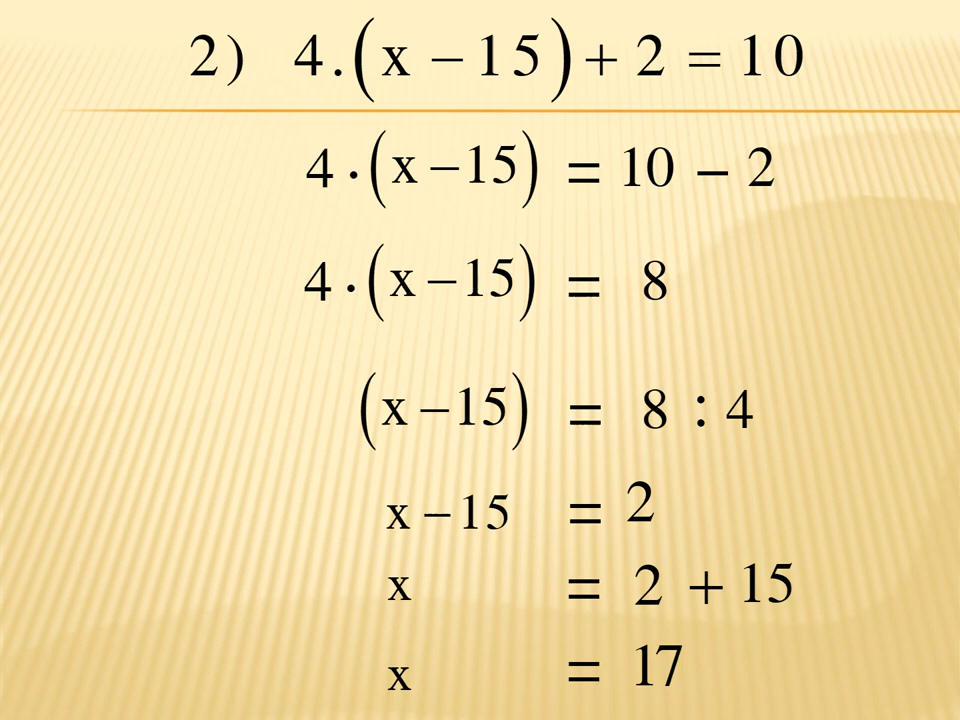 2) 4.(x – 15) + 2 = 10
4 · (x – 15) = 10 – 2
4 · (x – 15) = 8
(x – 15) = 8 : 4
x – 15 = 2
x = 2 + 15
x = 17